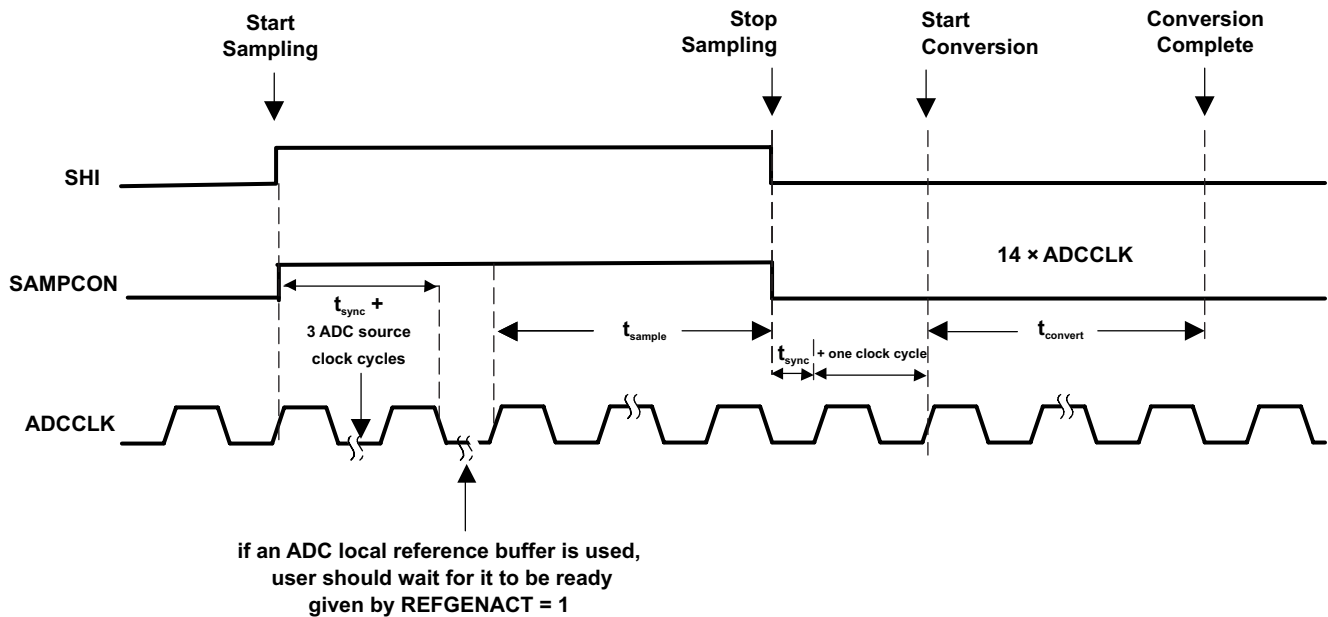 Start
Sampling
Stop
Sampling
Start
Conversion
Conversion
Complete
SHI
14 × ADCCLK
SAMPCON
tsync +
3 ADC source
clock cycles
tsample
tconvert
tsync + one clock cycle
ADCCLK
if an ADC local reference buffer is used,
user should wait for it to be ready
given by REFGENACT = 1